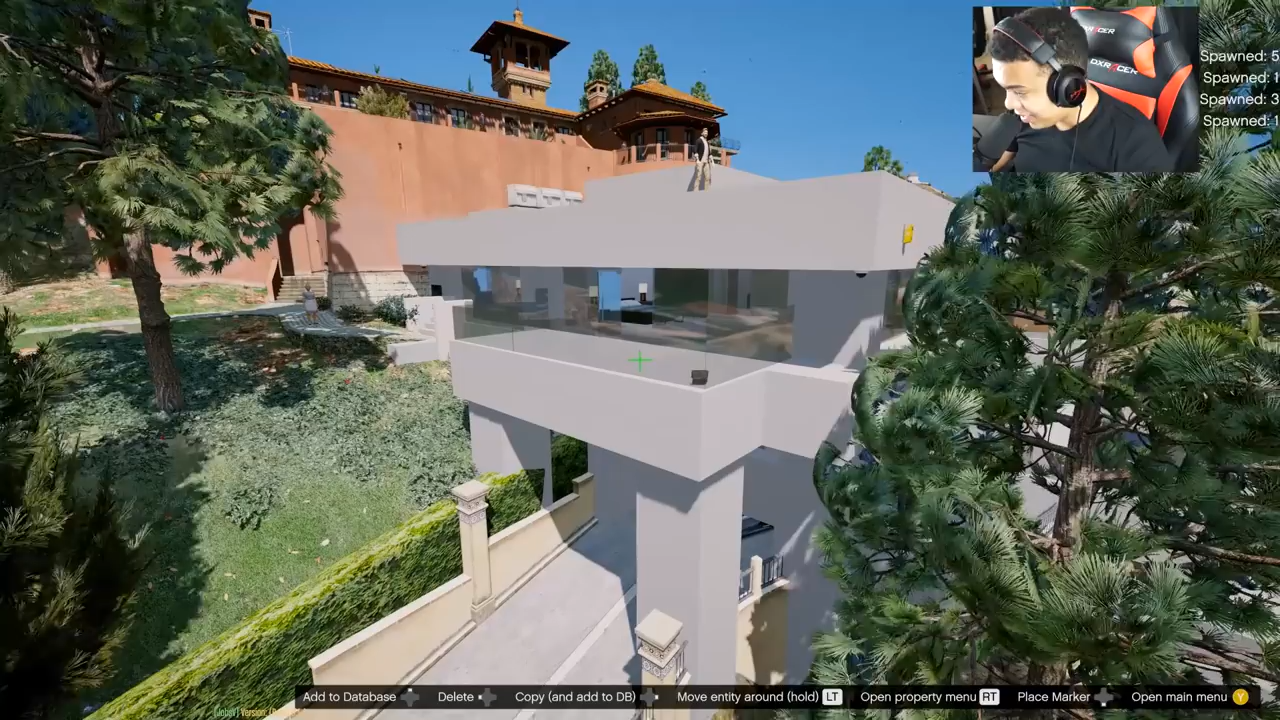 DXRACER
DXRACER
Spawned: 5
Spawned: 1
Spawned: 3
Spawned: 1
Add to Database
Delete
Copy (and add to DB)
Move entity around (hold) LT
Open property menu RT
Place Marker
Open main menu Y